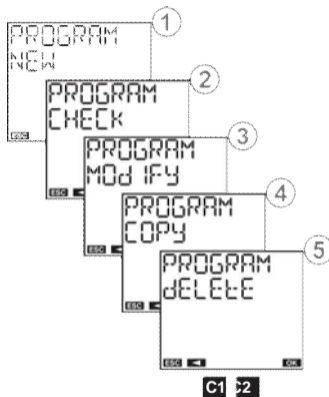 1
PROGRAM
NEW
ESC
2
PROGRAM
CHECK
ESC
3
PROGRAM
MOdIFY
ESC
4
PROGRAM
COPY
ESC
5
PROGRAM
dELEtE
ESC ◄ OK
C1 C2